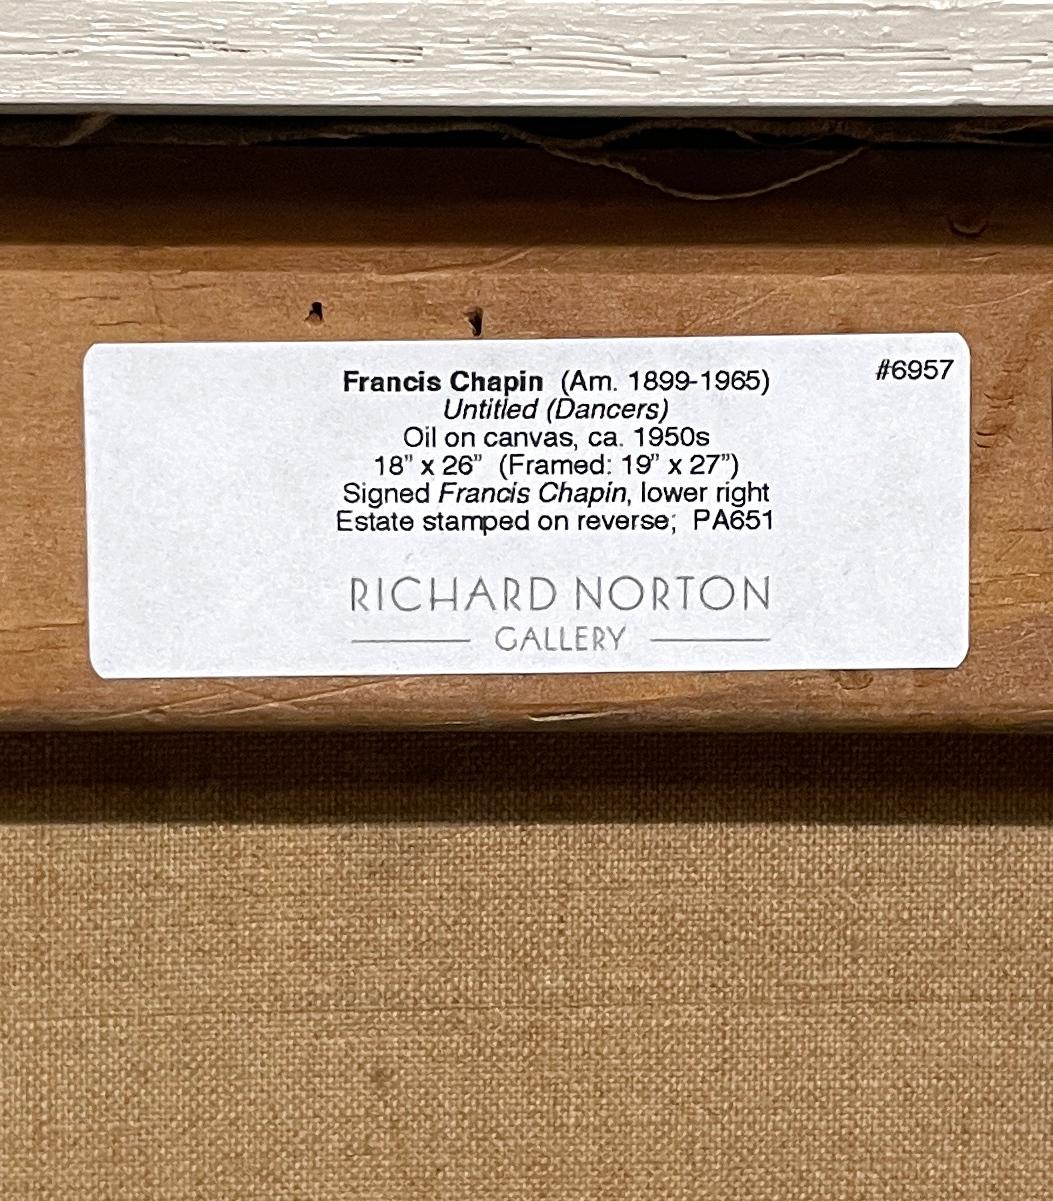 #6957
Francis Chapin (Am. 1899-1965)
Untitled (Dancers)
Oil on canvas, ca. 1950s
18” x 26” (Framed: 19” x 27”)
Signed Francis Chapin, lower right
Estate stamped on reverse; PA651
RICHARD NORTON
GALLERY